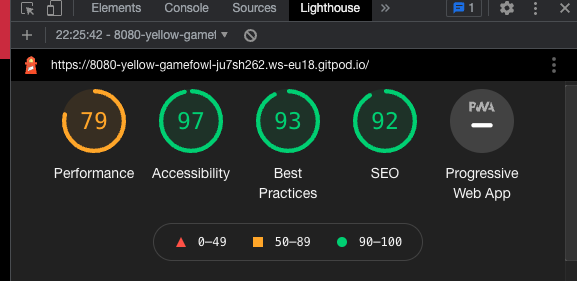 Elements Console Sources Lighthouse » 1
+ 22:25:42 - 8080-yellow-gamef
https://8080-yellow-gamefowl-ju7sh262.ws-eu18.gitpod.io/
79 97 93 92 PWA
Performance Accessibility Best Practices SEO Progressive Web App
0–49 50–89 90–100